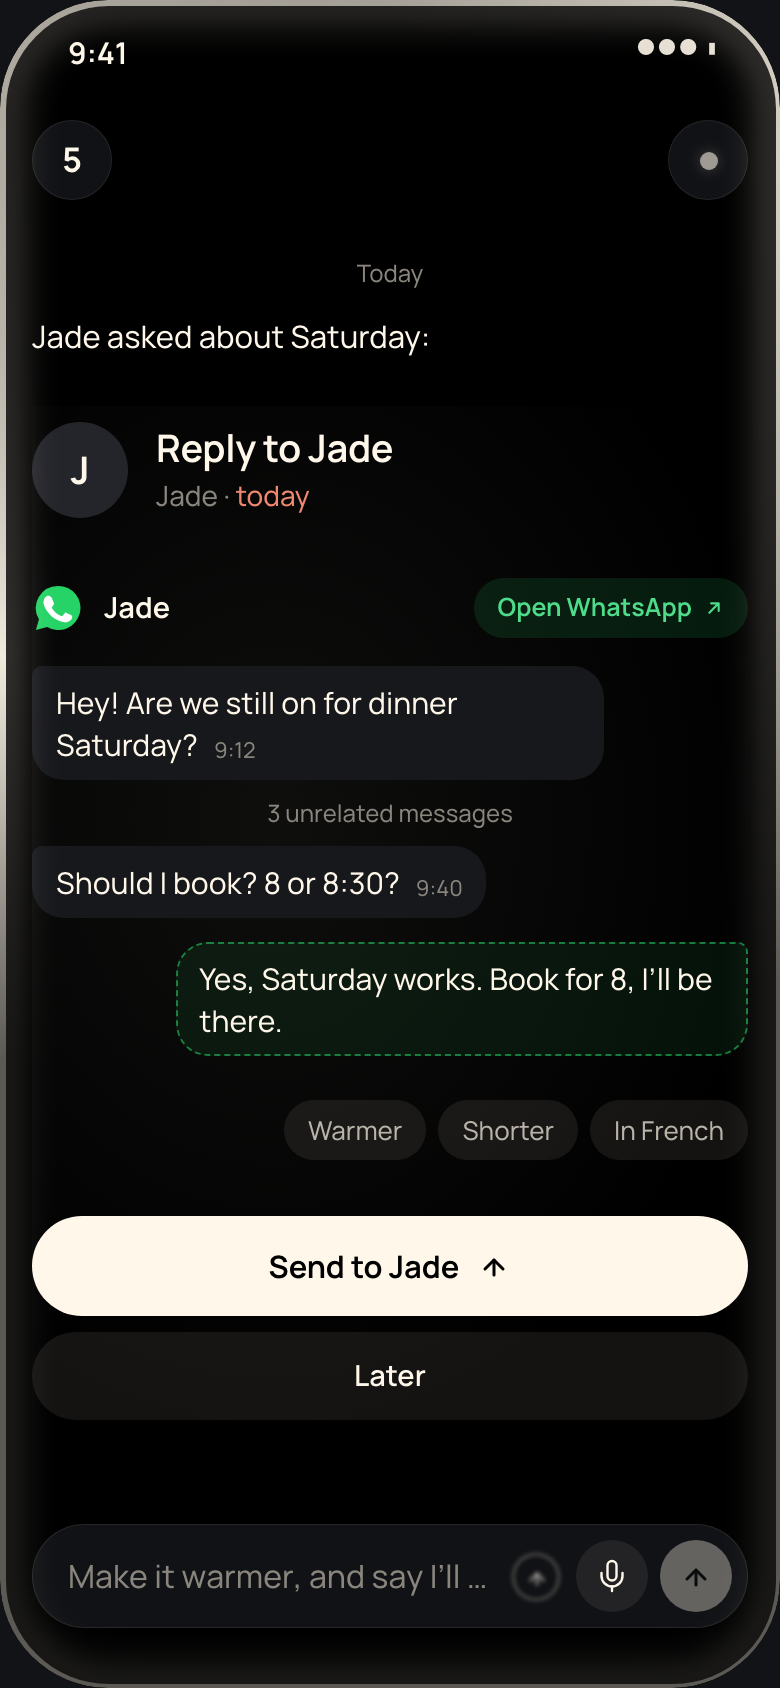 9:41
5
Today
Jade asked about Saturday:
J
Reply to Jade
Jade · today
Jade
Open WhatsApp ↗
Hey! Are we still on for dinner
Saturday? 9:12
3 unrelated messages
Should I book? 8 or 8:30? 9:40
Yes, Saturday works. Book for 8, I’ll be
there.
Warmer
Shorter
In French
Send to Jade ↑
Later
Make it warmer, and say I’ll ...